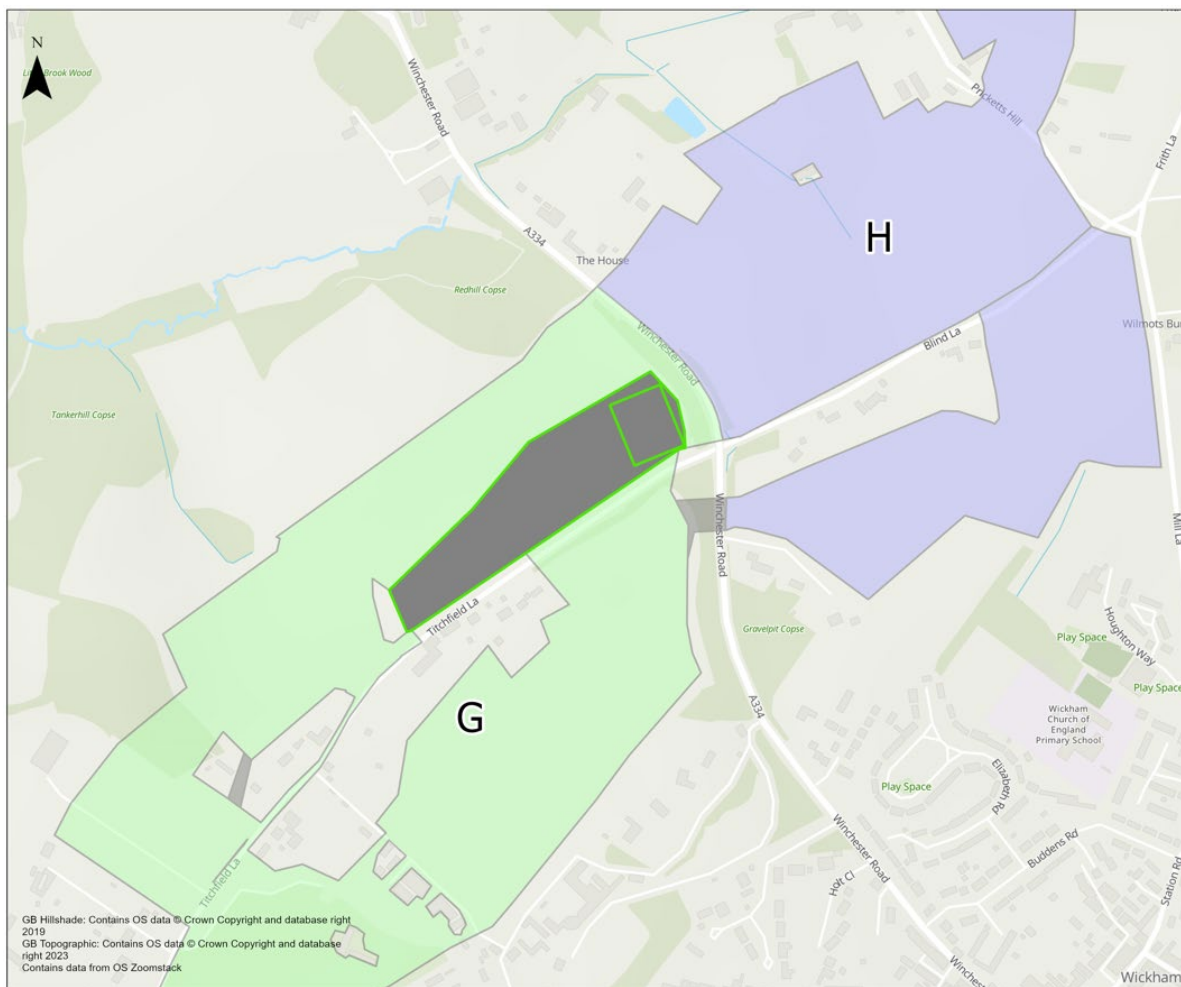 N
Brook Wood
Winchester Road
Pricketts Hill
Frith La
H
A334
The House
Redhill Copse
Wilmots Bu
Winchester Road
Blind La
Tankerhill Copse
Mill La
Winchester Road
Titchfield La
Gravelpit Copse
Houghton Way
Play Space
Play Space
G
A334
Wickham
Church of
England
Primary School
Elizabeth Rd
Play Space
Winchester Road
Buddens Rd
Holt Cl
Station Rd
Titchfield La
GB Hillshade: Contains OS data © Crown Copyright and database right
2019
GB Topographic: Contains OS data © Crown Copyright and database
right 2023
Contains data from OS Zoomstack
Winches
Wickham